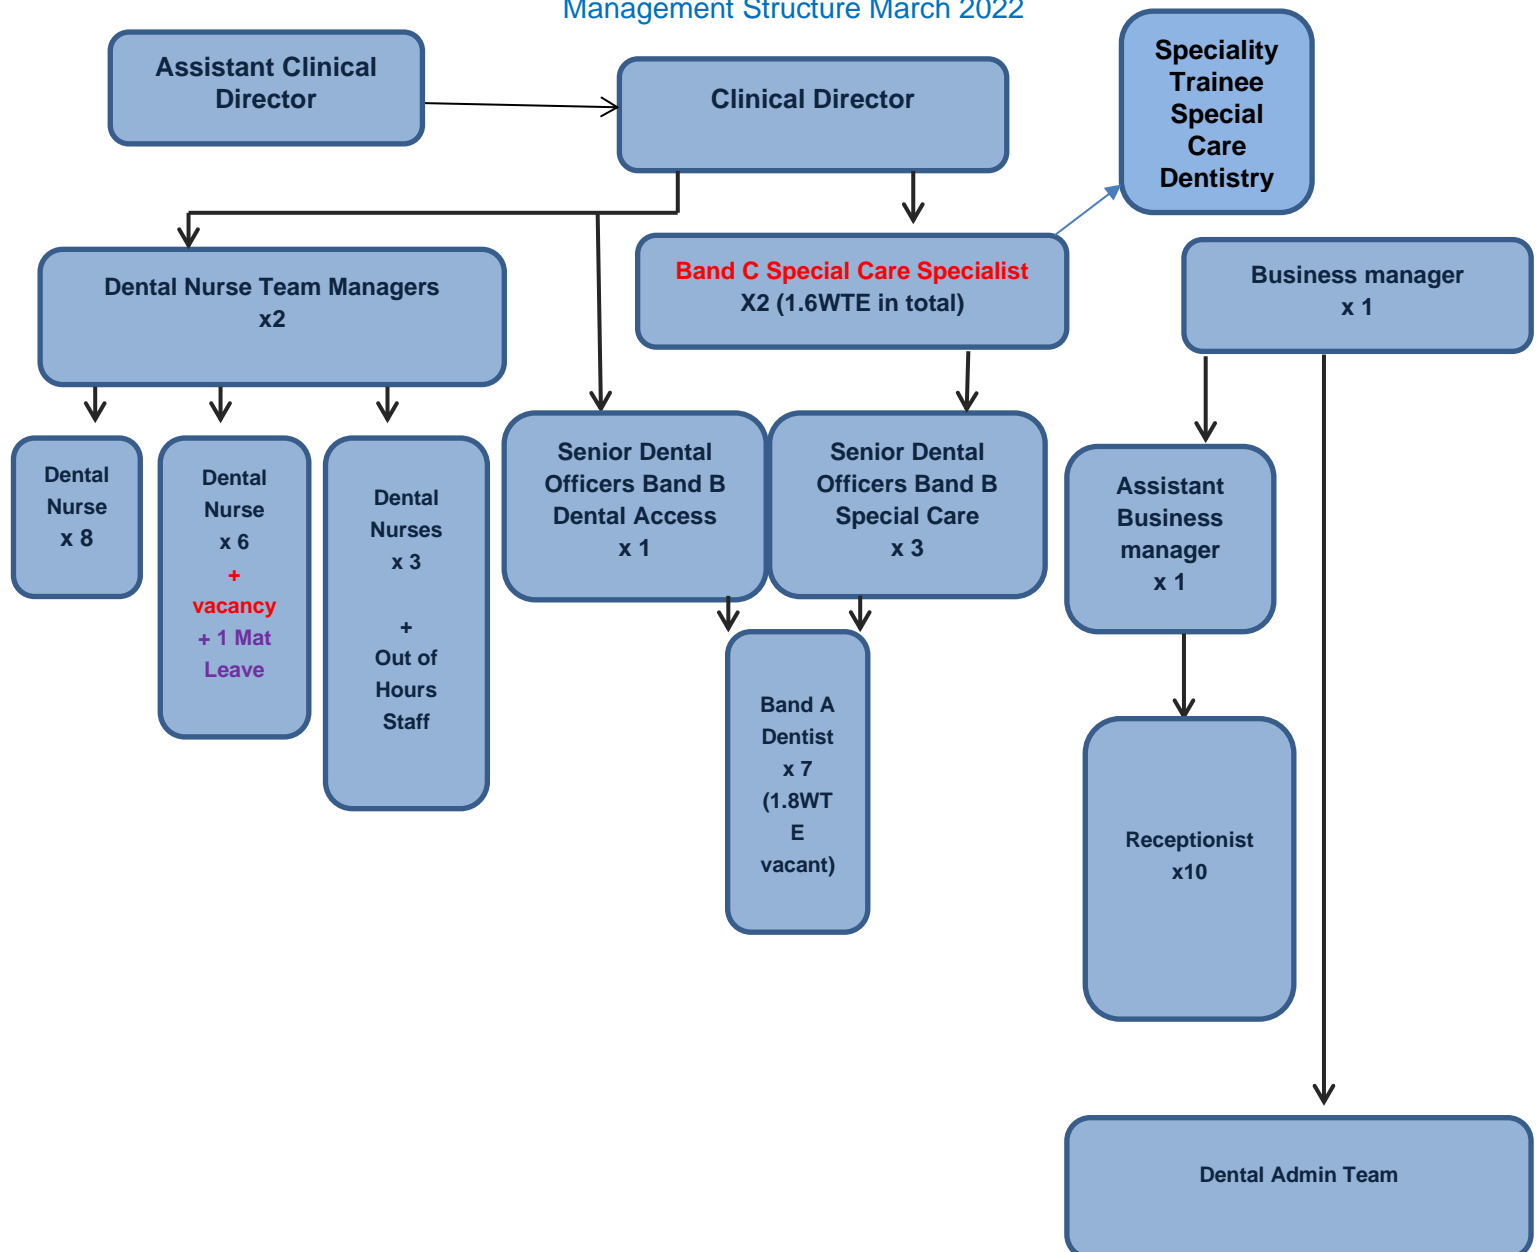 Management Structure March 2022
Assistant Clinical
Director
Clinical Director
Speciality
Trainee
Special
Care
Dentistry
Dental Nurse Team Managers
x2
Band C Special Care Specialist
X2 (1.6WTE in total)
Business manager
x 1
Dental
Nurse
x 8
Dental
Nurse
x 6
+
vacancy
+ 1 Mat
Leave
Dental
Nurses
x 3
+
Out of
Hours
Staff
Senior Dental
Officers Band B
Dental Access
x 1
Senior Dental
Officers Band B
Special Care
x 3
Assistant
Business
manager
x 1
Band A
Dentist
x 7
(1.8WT
E
vacant)
Receptionist
x10
Dental Admin Team